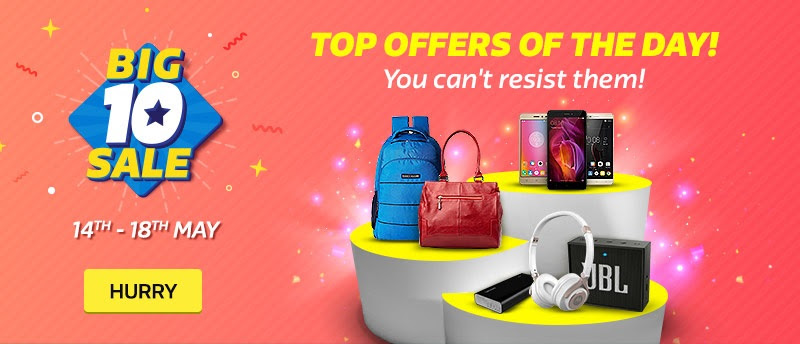 BIG
10
SALE
14TH - 18TH MAY
HURRY
TOP OFFERS OF THE DAY!
You can't resist them!
JBL